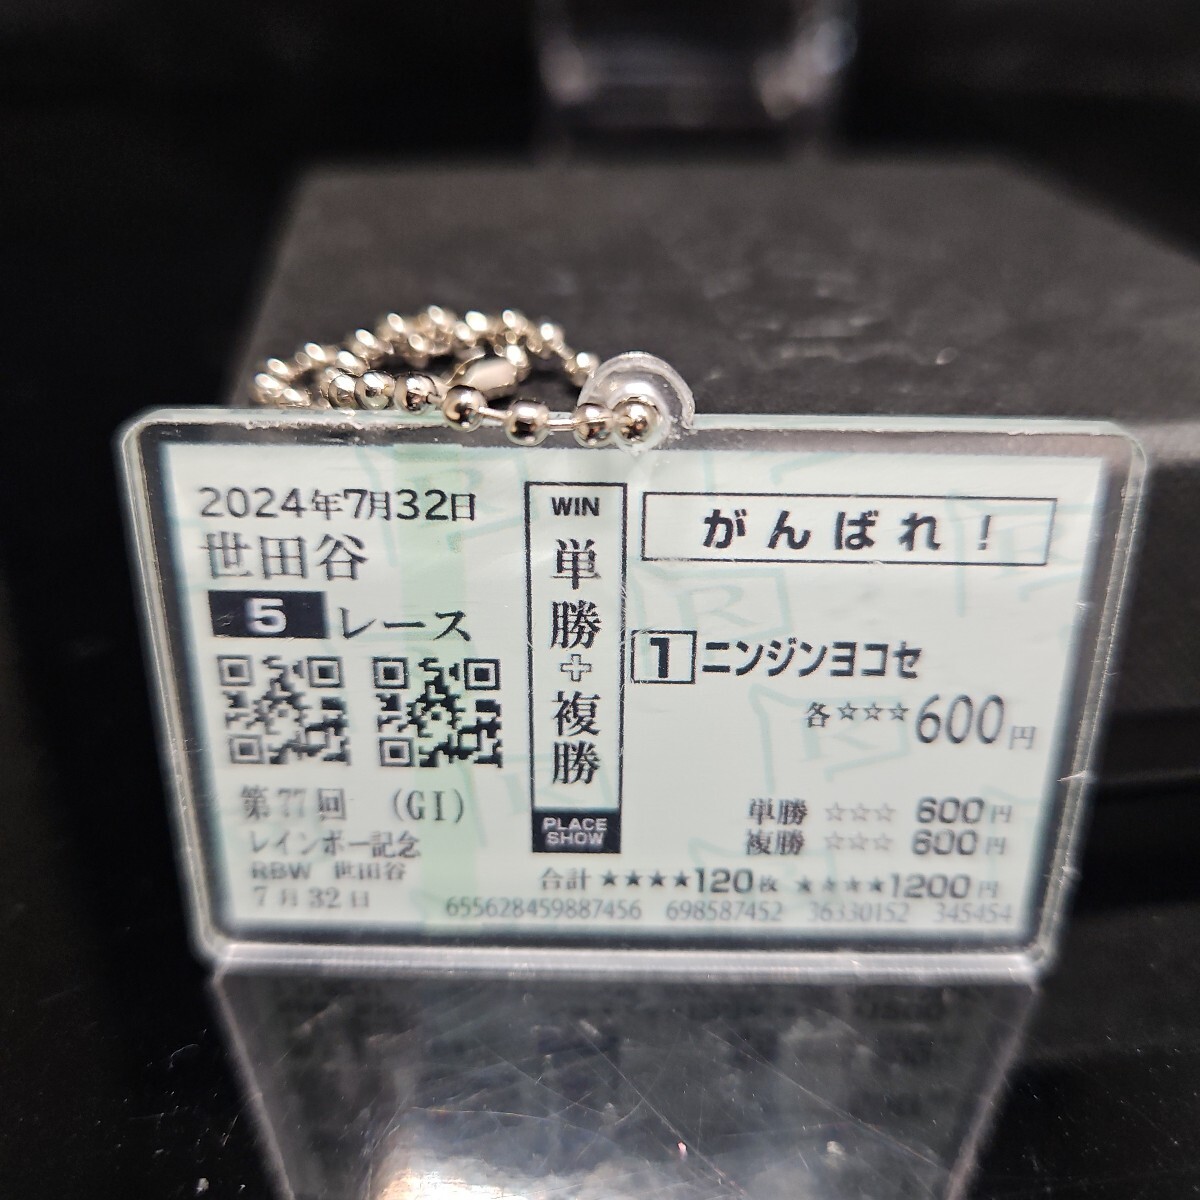 2024年7月32日
世田谷
5 レース
第77回 (GI)
レインボー記念
RBW 世田谷
7月32日
WIN
単勝+複勝
PLACE
SHOW
がんばれ!
1 ニンジンヨコセ
各☆☆☆600円
単勝 ☆☆☆ 600円
複勝 ☆☆☆ 600円
合計 ★★★★120枚 ★★★★1200円
655628459887456 698587452 36330152 345454